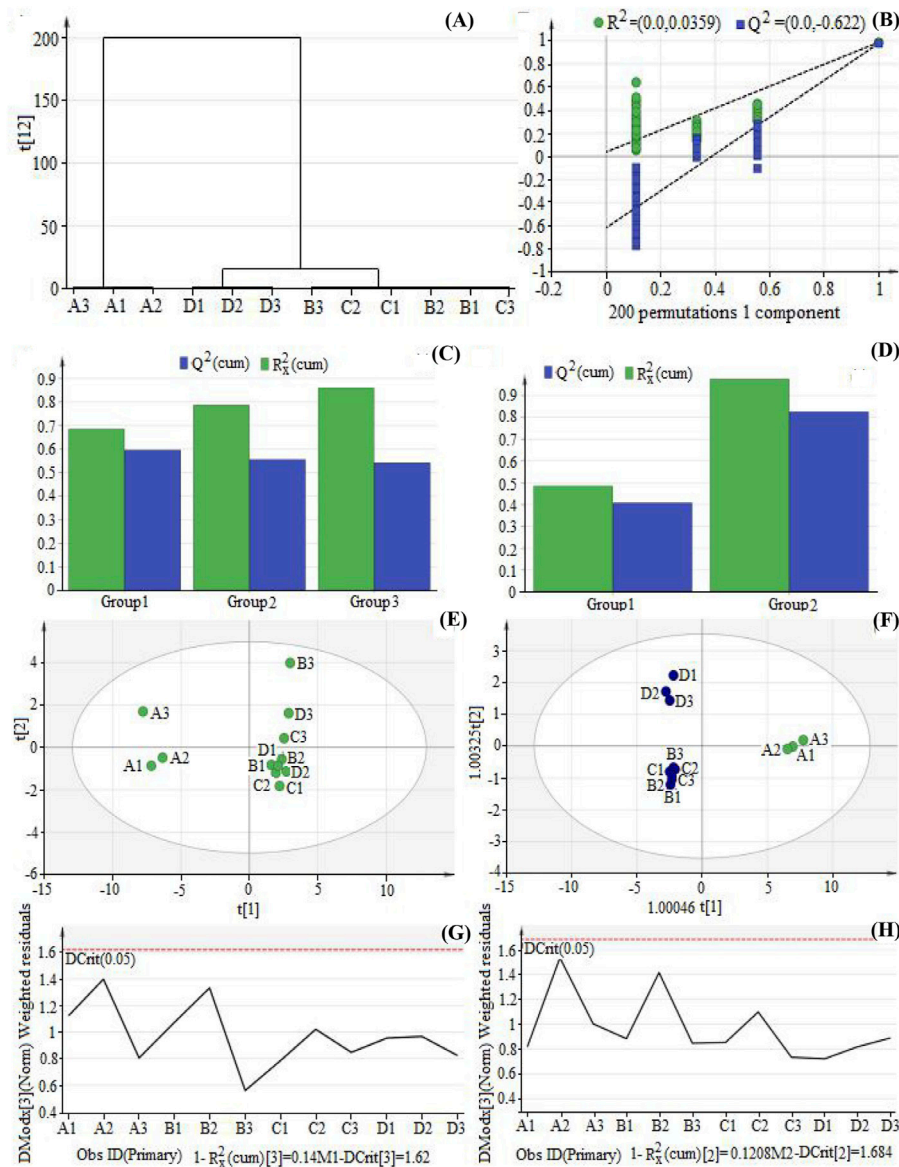 (A)
t[12]
200
150
100
50
0
A3 A1 A2 D1 D2 D3 B3 C2 C1 B2 B1 C3
(B)
R²=(0.0,0.0359) Q²=(0.0,-0.622)
1
0.8
0.6
0.4
0.2
0
-0.2
-0.4
-0.6
-0.8
-1
-0.2 0 0.2 0.4 0.6 0.8 1
200 permutations 1 component
(C)
Q²(cum) R²x(cum)
0.9
0.8
0.7
0.6
0.5
0.4
0.3
0.2
0.1
0
Group1 Group2 Group3
(D)
Q²(cum) R²x(cum)
0.9
0.8
0.7
0.6
0.5
0.4
0.3
0.2
0.1
0
Group1 Group2
(E)
t[2]
4
2
0
-2
-4
-6
B3
A3
D3
C3
D1
A2
B2
A1
B1
D2
C2
C1
-15 -10 -5 0 5 10
t[1]
(F)
1.00325t[2]
3
2
1
0
-1
-2
-3
-4
D1
D2
D3
A3
A2
A1
B3
C1
C2
C3
B2
B1
-15 -10 -5 0 5 10
1.00046 t[1]
(G)
DModx[3](Norm) Weighted residuals
1.6
1.4
1.2
1
0.8
0.6
0.4
DCrit(0.05)
A1 A2 A3 B1 B2 B3 C1 C2 C3 D1 D2 D3
Obs ID(Primary) 1- R²x(cum)[3]=0.14M1-DCrit[3]=1.62
(H)
DModx[3](Norm) Weighted residuals
1.6
1.4
1.2
1
0.8
0.6
0.4
DCrit(0.05)
A1 A2 A3 B1 B2 B3 C1 C2 C3 D1 D2 D3
Obs ID(Primary) 1- R²x(cum)[2]=0.1208M2-DCrit[2]=1.684